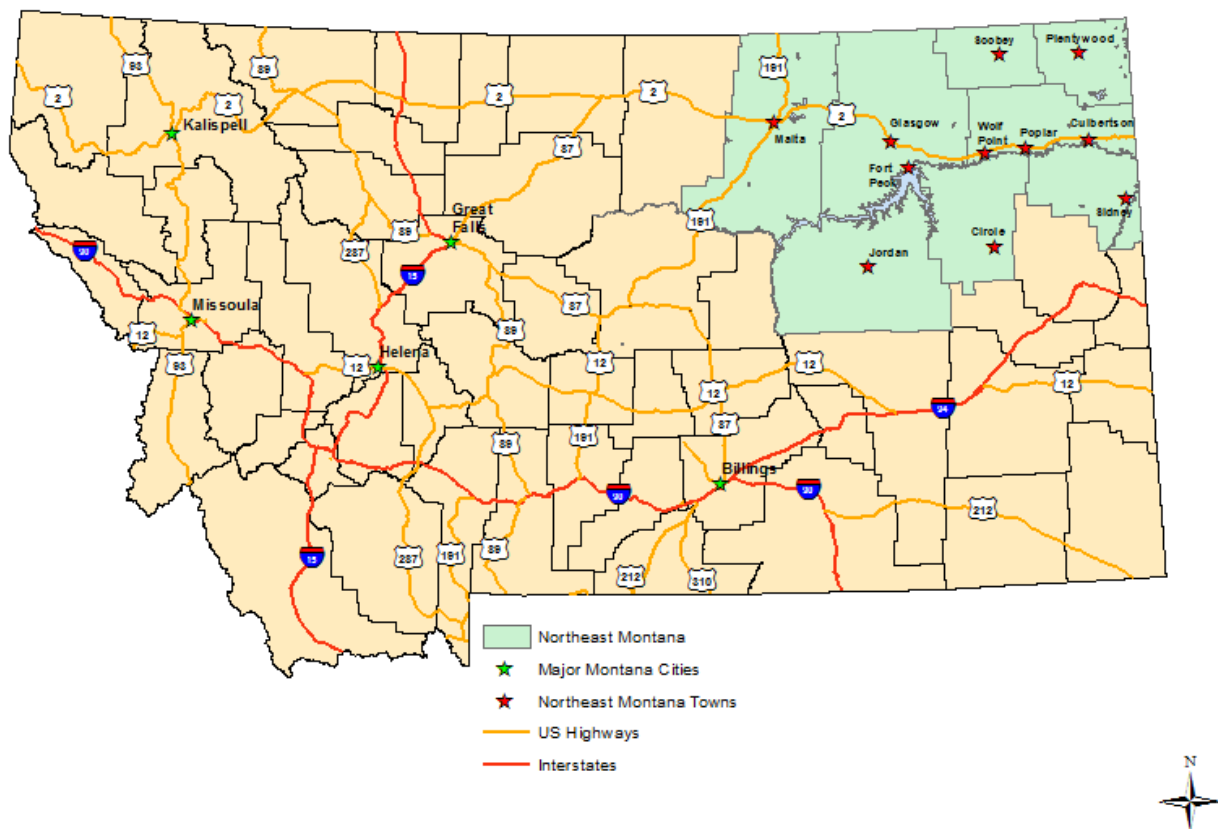 Scobey
Plentywood
93
89
191
2
2
2
2
2
Kalispell
87
Malta
Glasgow
Wolf
Point
Poplar
Culbertson
Fort
Peck
Great
Falls
191
Sidney
89
Circle
90
287
15
Jordan
Missoula
87
12
89
Helena
93
12
12
12
12
12
94
87
89
191
Billings
90
90
212
15
287
191
89
212
310
Northeast Montana
Major Montana Cities
Northeast Montana Towns
US Highways
Interstates
N